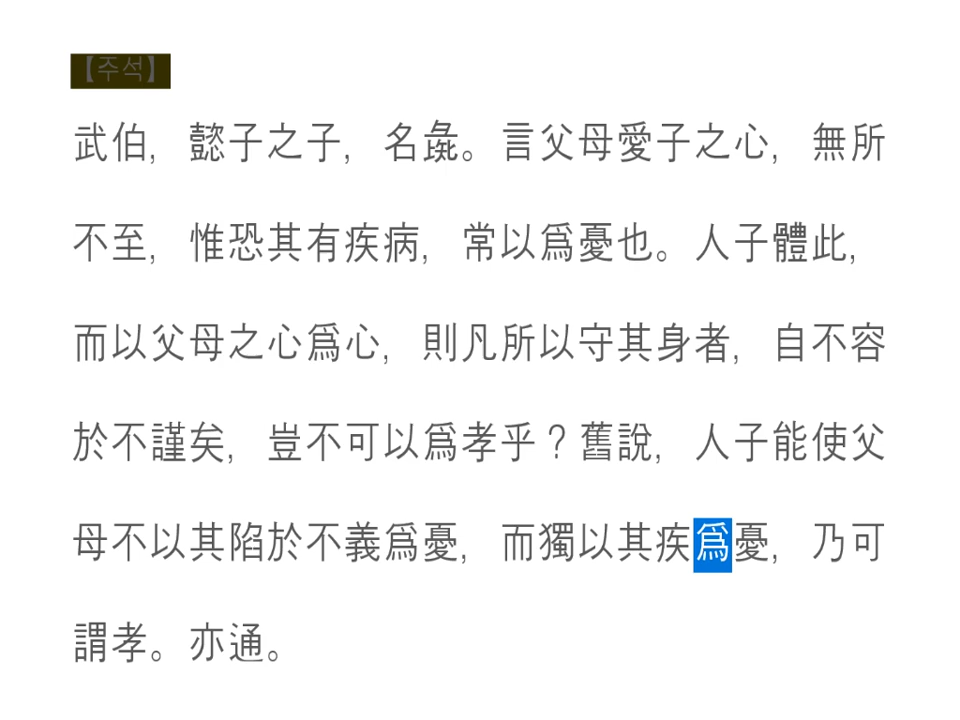 【주석】
武伯, 懿子之子, 名彘。言父母愛子之心, 無所
不至, 惟恐其有疾病, 常以爲憂也。人子體此,
而以父母之心爲心, 則凡所以守其身者, 自不容
於不謹矣, 豈不可以爲孝乎？舊說, 人子能使父
母不以其陷於不義爲憂, 而獨以其疾爲憂, 乃可
謂孝。亦通。